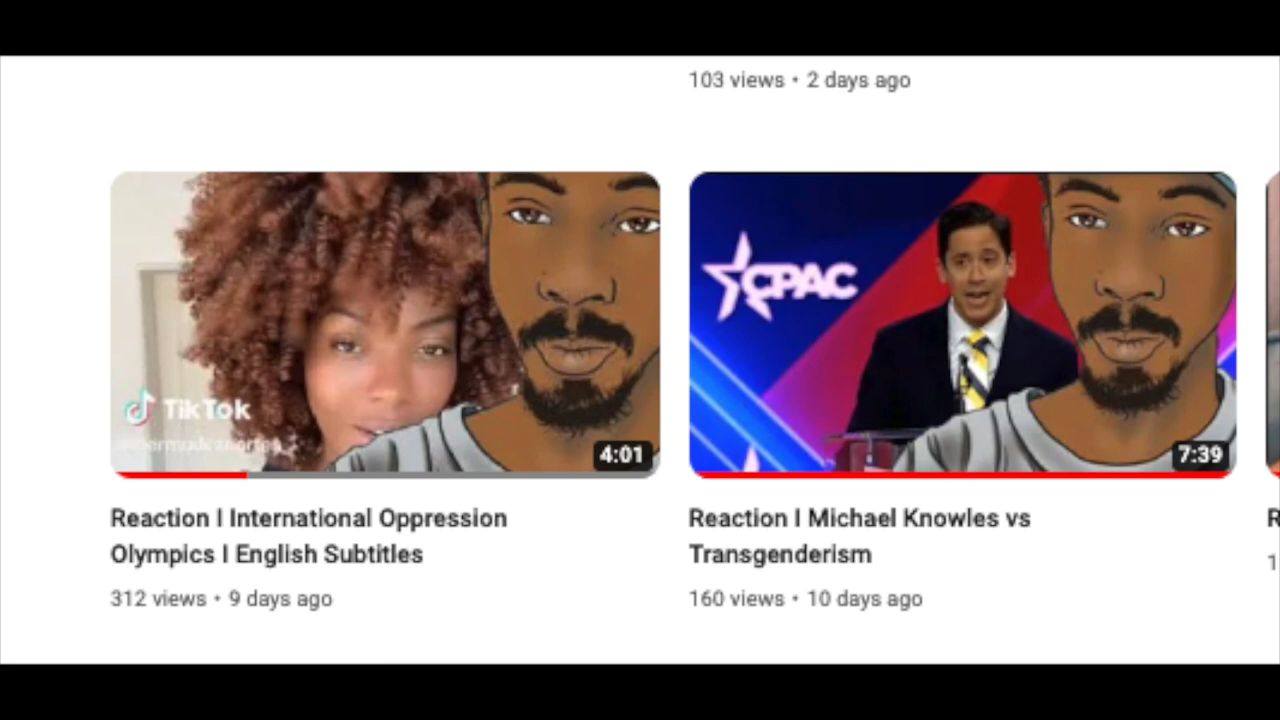 103 views • 2 days ago
TikTok
4:01
CPAC
7:39
Reaction I International Oppression
Olympics I English Subtitles
312 views • 9 days ago
Reaction I Michael Knowles vs
Transgenderism
160 views • 10 days ago
R
1